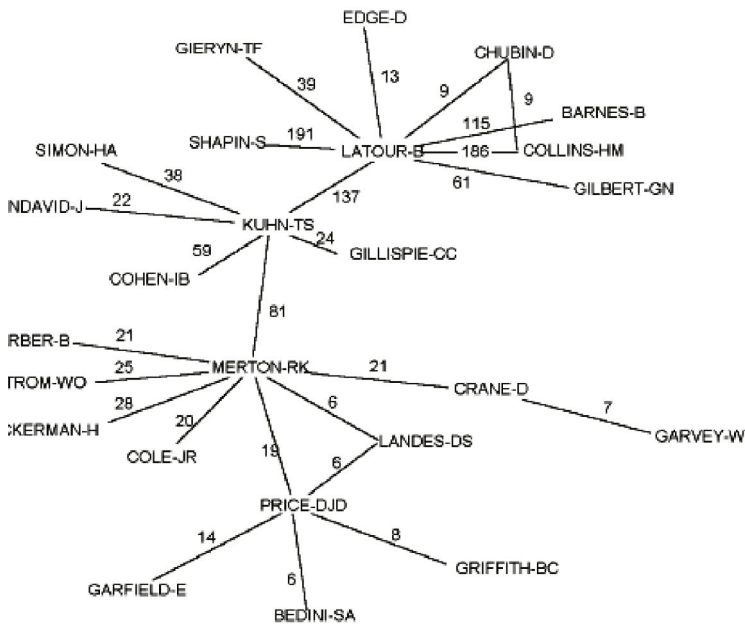 EDGE-D
GIERYN-TF
CHUBIN-D
13
39
9
9
BARNES-B
115
SHAPIN-S
191
LATOUR-B
186
COLLINS-HM
SIMON-HA
38
61
GILBERT-GN
137
NDAVID-J
22
KUHN-TS
24
59
GILLISPIE-CC
COHEN-IB
81
RBER-B
21
MERTON-RK
21
TROM-WO
25
CRANE-D
28
6
7
CKERMAN-H
20
GARVEY-W
COLE-JR
19
LANDES-DS
6
PRICE-DJD
14
8
GRIFFITH-BC
GARFIELD-E
6
BEDINI-SA